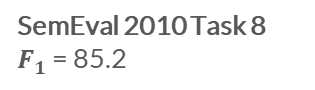 SemEval 2010 Task 8
F₁ = 85.2